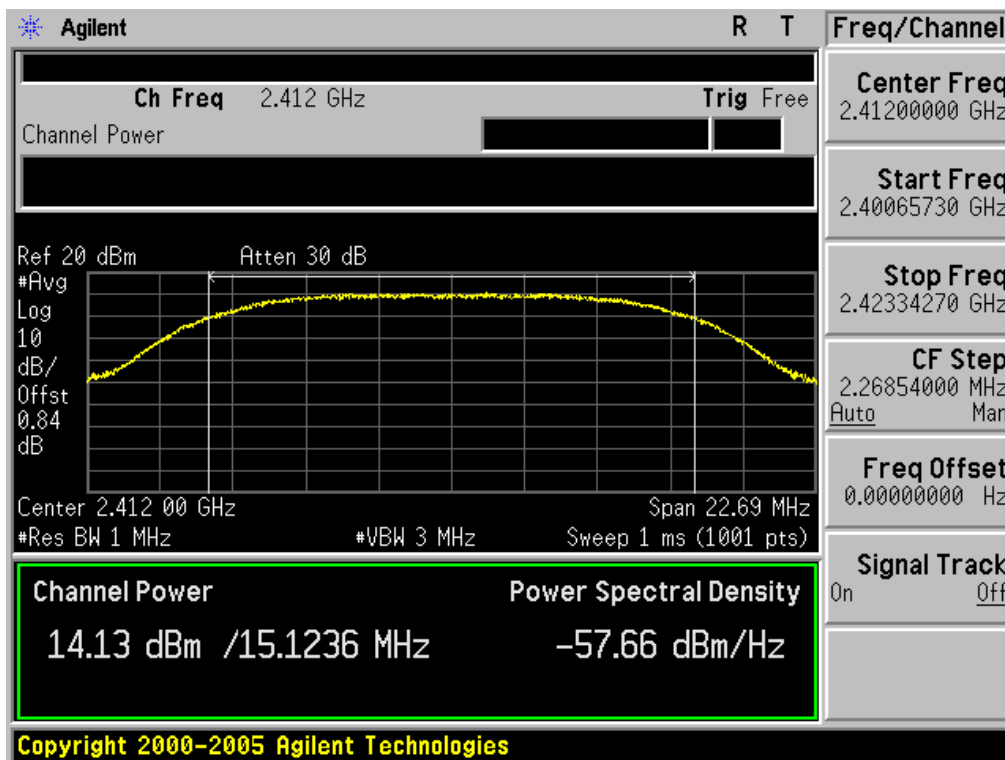 Agilent R T
Freq/Channel
Ch Freq 2.412 GHz Trig Free
Channel Power
Center Freq
2.41200000 GHz
Start Freq
2.40065730 GHz
Stop Freq
2.42334270 GHz
CF Step
2.26854000 MHz
Auto Man
Freq Offset
0.00000000 Hz
Signal Track
On Off
Ref 20 dBm Atten 30 dB
#Avg
Log
10
dB/
Offst
0.84
dB
Center 2.412 00 GHz Span 22.69 MHz
#Res BW 1 MHz #VBW 3 MHz Sweep 1 ms (1001 pts)
Channel Power Power Spectral Density
14.13 dBm /15.1236 MHz -57.66 dBm/Hz
Copyright 2000-2005 Agilent Technologies